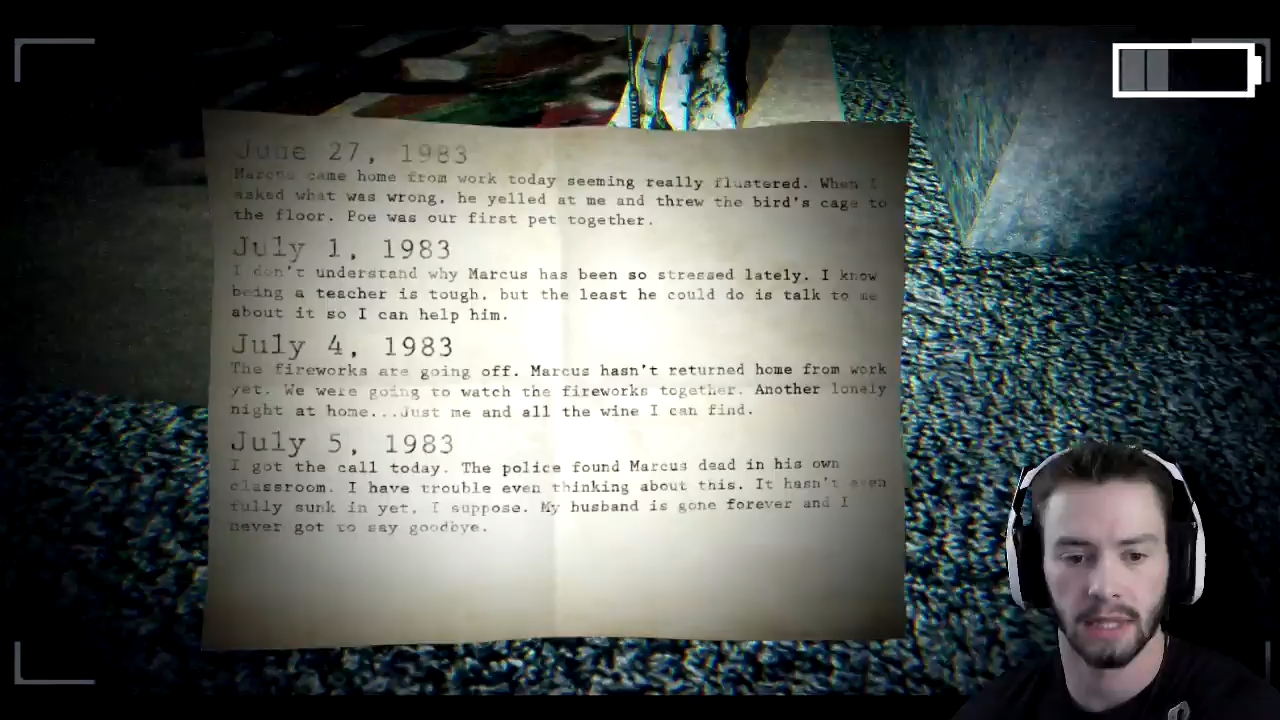 June 27, 1983
Marcus came home from work today seeming really flustered. When I
asked what was wrong, he yelled at me and threw the bird's cage to
the floor. Poe was our first pet together.
July 1, 1983
I don't understand why Marcus has been so stressed lately. I know
being a teacher is tough, but the least he could do is talk to me
about it so I can help him.
July 4, 1983
The fireworks are going off. Marcus hasn't returned home from work
yet. We were going to watch the fireworks together. Another lonely
night at home...Just me and all the wine I can find.
July 5, 1983
I got the call today. The police found Marcus dead in his own
classroom. I have trouble even thinking about this. It hasn't even
fully sunk in yet, I suppose. My husband is gone forever and I
never got to say goodbye.